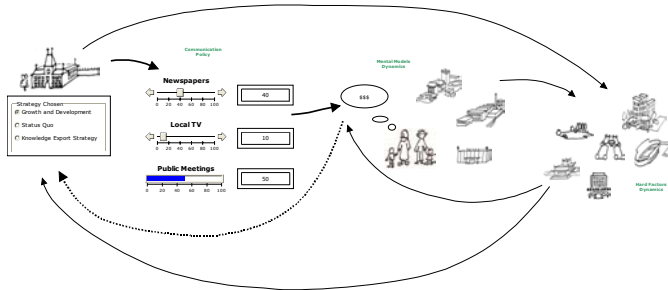 Communication
Policy
Mental Models
Dynamics
Newspapers
0 20 40 60 80 100
40
$$$
Strategy Chosen
Growth and Development
Status Quo
Knowledge Export Strategy
Local TV
0 20 40 60 80 100
10
Public Meetings
0 20 40 60 80 100
50
Hard Factors
Dynamics